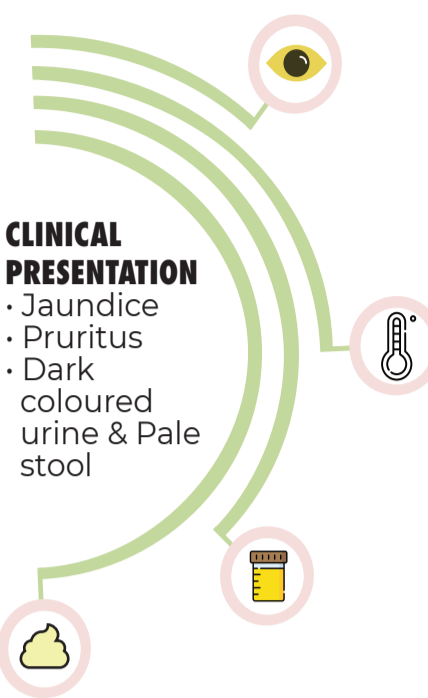 CLINICAL
PRESENTATION
• Jaundice
• Pruritus
• Dark
coloured
urine & Pale
stool